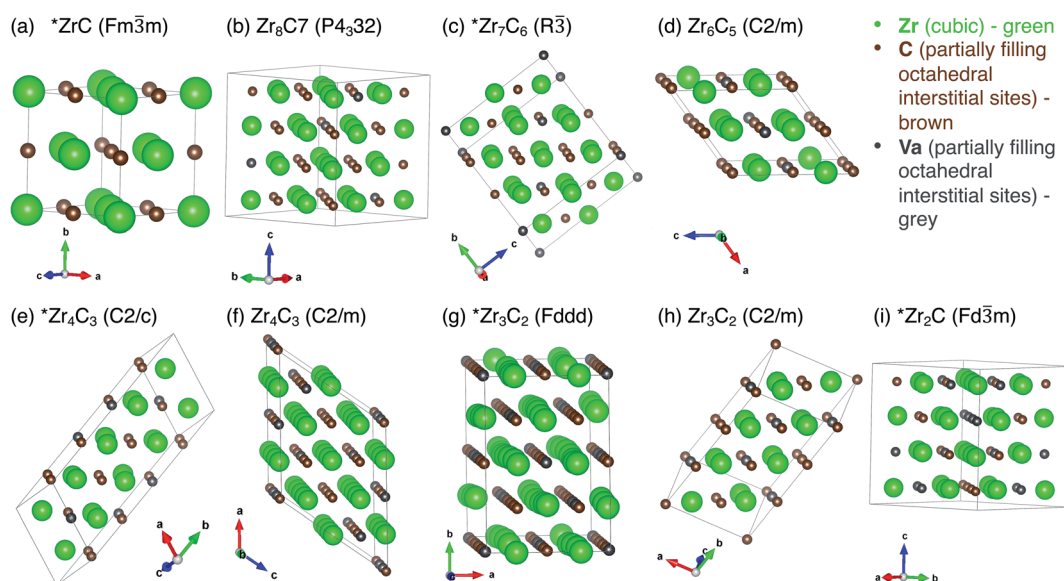 (a) *ZrC (Fm3̅m)
(b) Zr8C7 (P4₃32)
(c) *Zr₇C₆ (R3̅)
(d) Zr₆C₅ (C2/m)
• Zr (cubic) - green
• C (partially filling
octahedral
interstitial sites) -
brown
• Va (partially filling
octahedral
interstitial sites) -
grey
b
c
a
c
b
a
b
c
a
c
b
a
(e) *Zr₄C₃ (C2/c)
(f) Zr₄C₃ (C2/m)
(g) *Zr₃C₂ (Fddd)
(h) Zr₃C₂ (C2/m)
(i) *Zr₂C (Fd3̅m)
a
b
c
a
b
c
b
c
a
a
c
b
c
a
b